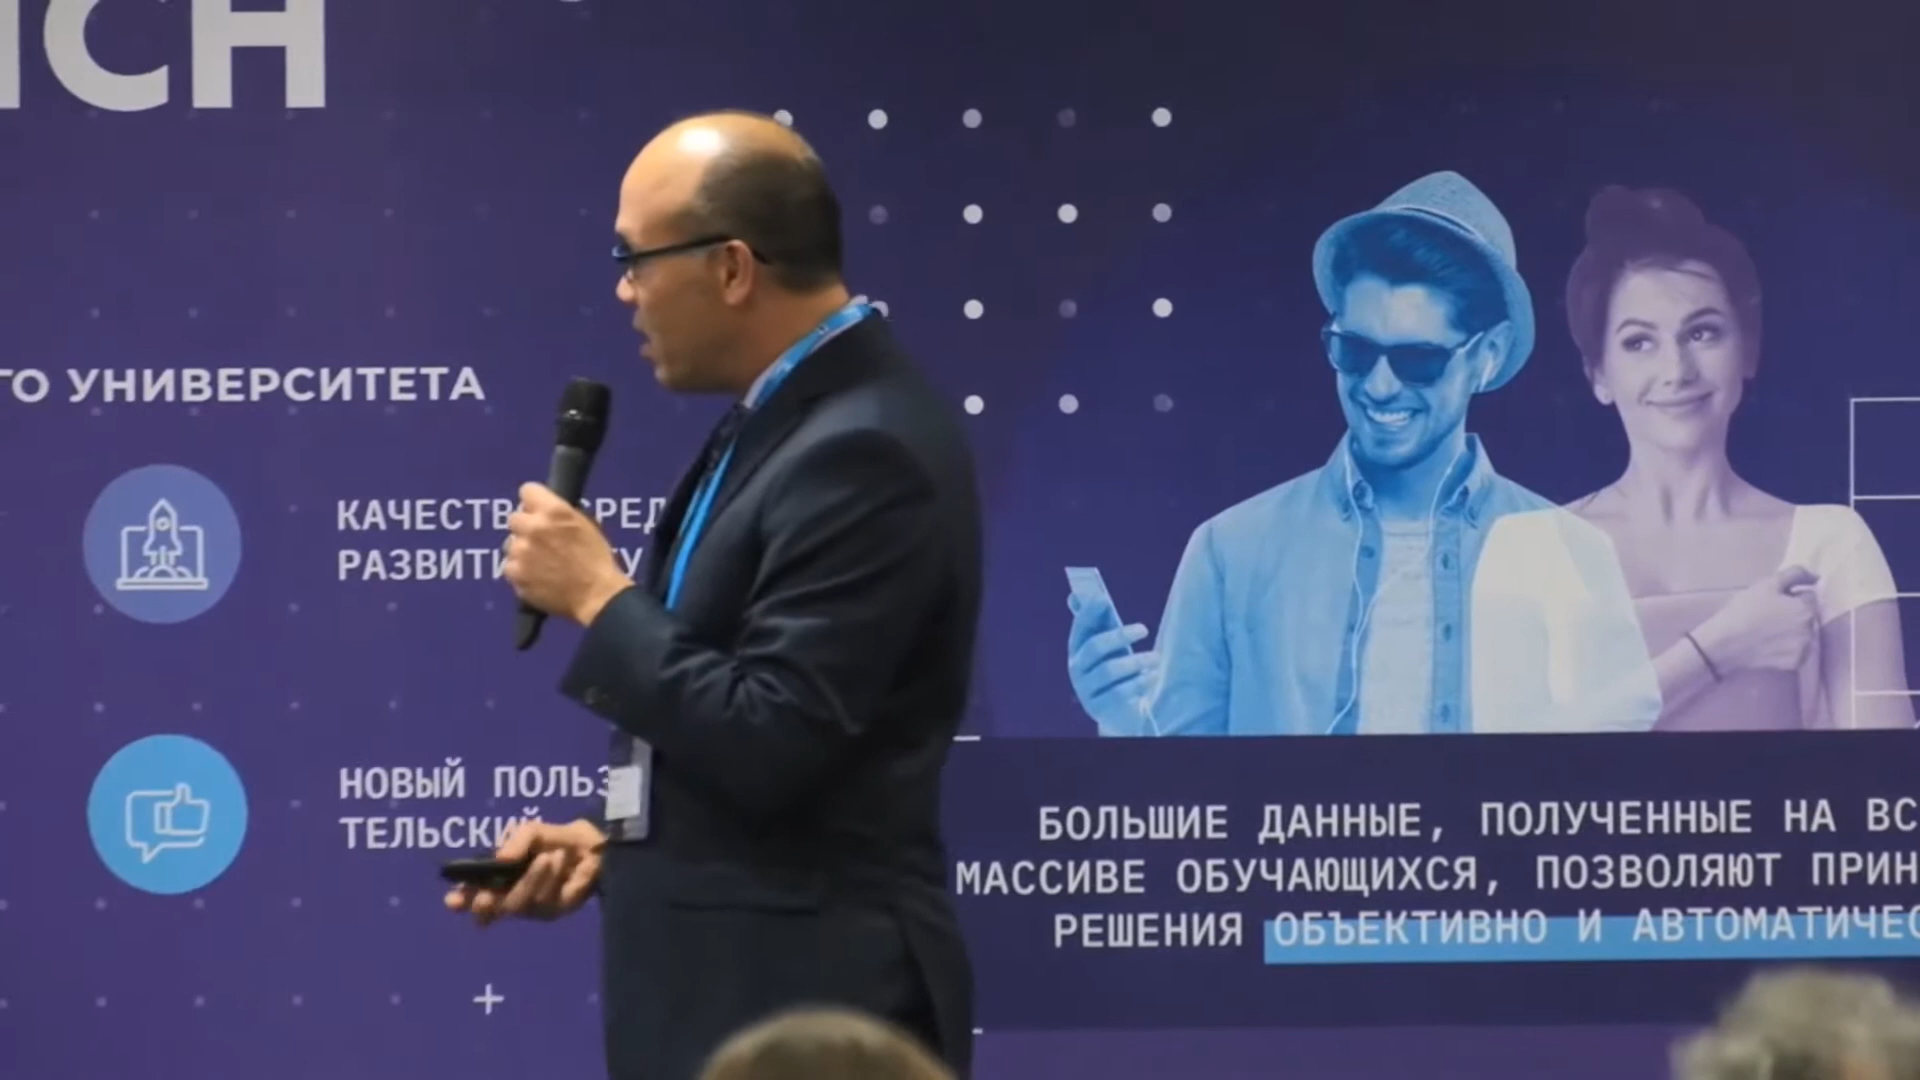 ГО УНИВЕРСИТЕТА
КАЧЕСТВ СРЕД
РАЗВИТИ
НОВЫЙ ПОЛЬЗ
ТЕЛЬСКИЙ
БОЛЬШИЕ ДАННЫЕ, ПОЛУЧЕННЫЕ НА ВС
МАССИВЕ ОБУЧАЮЩИХСЯ, ПОЗВОЛЯЮТ ПРИН
РЕШЕНИЯ ОБЪЕКТИВНО И АВТОМАТИЧЕС